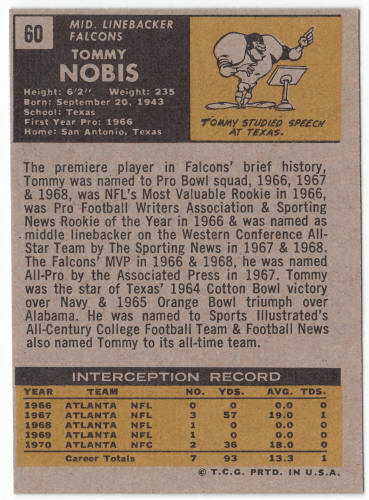 60
MID. LINEBACKER
FALCONS
TOMMY
NOBIS
Height: 6'2" Weight: 235
Born: September 20, 1943
School: Texas
First Year Pro: 1966
Home: San Antonio, Texas
TOMMY STUDIED SPEECH
AT TEXAS.
The premiere player in Falcons' brief history,
Tommy was named to Pro Bowl squad, 1966, 1967
& 1968, was NFL's Most Valuable Rookie in 1966,
was Pro Football Writers Association & Sporting
News Rookie of the Year in 1966 & was named as
middle linebacker on the Western Conference All-
Star Team by The Sporting News in 1967 & 1968.
The Falcons' MVP in 1966 & 1968, he was named
All-Pro by the Associated Press in 1967. Tommy
was the star of Texas' 1964 Cotton Bowl victory
over Navy & 1965 Orange Bowl triumph over
Alabama. He was named to Sports Illustrated's
All-Century College Football Team & Football News
also named Tommy to its all-time team.
INTERCEPTION RECORD
YEAR TEAM NO. YDS. AVG. TDS.
1966 ATLANTA NFL 0 0 0.0 0
1967 ATLANTA NFL 3 57 19.0 1
1968 ATLANTA NFL 1 0 0.0 0
1969 ATLANTA NFL 1 0 0.0 0
1970 ATLANTA NFC 2 36 18.0 0
Career Totals 7 93 13.3 1
© T.C.G. PRTD. IN U.S.A.